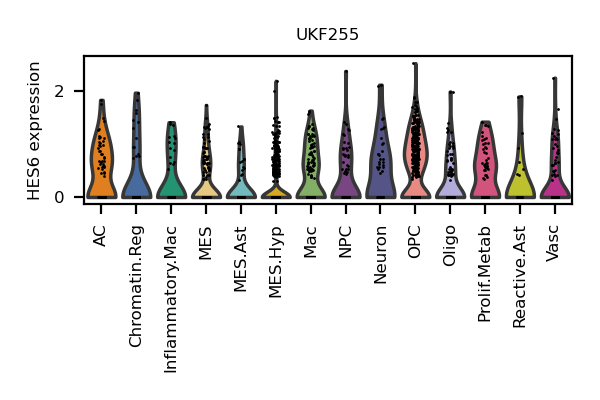 UKF255
HES6 expression
2
0
AC
Chromatin.Reg
Inflammatory.Mac
MES
MES.Ast
MES.Hyp
Mac
NPC
Neuron
OPC
Oligo
Prolif.Metab
Reactive.Ast
Vasc